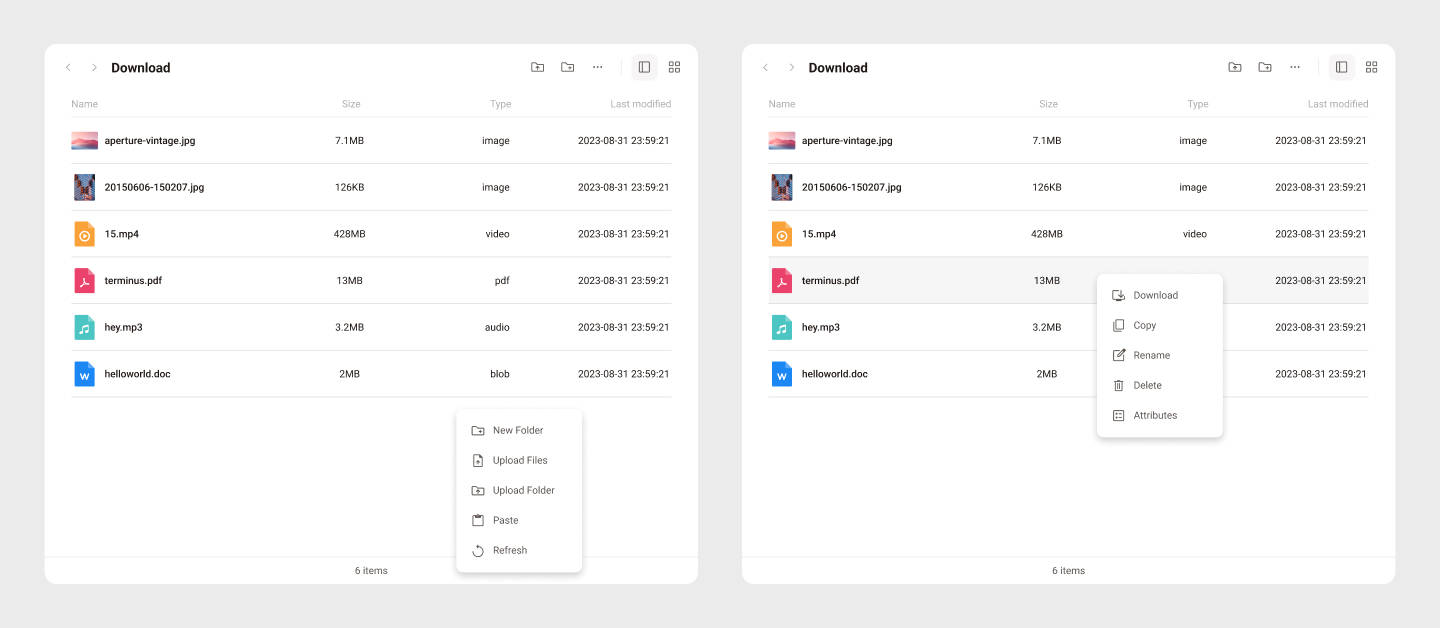 Download
Name Size Type Last modified
aperture-vintage.jpg 7.1MB image 2023-08-31 23:59:21
20150606-150207.jpg 126KB image 2023-08-31 23:59:21
15.mp4 428MB video 2023-08-31 23:59:21
terminus.pdf 13MB pdf 2023-08-31 23:59:21
hey.mp3 3.2MB audio 2023-08-31 23:59:21
W helloworld.doc 2MB blob 2023-08-31 23:59:21
New Folder
Upload Files
Upload Folder
Paste
Refresh
6 items
Download
Name Size Type Last modified
aperture-vintage.jpg 7.1MB image 2023-08-31 23:59:21
20150606-150207.jpg 126KB image 2023-08-31 23:59:21
15.mp4 428MB video 2023-08-31 23:59:21
terminus.pdf 13MB 2023-08-31 23:59:21
hey.mp3 3.2MB 2023-08-31 23:59:21
W helloworld.doc 2MB 2023-08-31 23:59:21
Download
Copy
Rename
Delete
Attributes
6 items